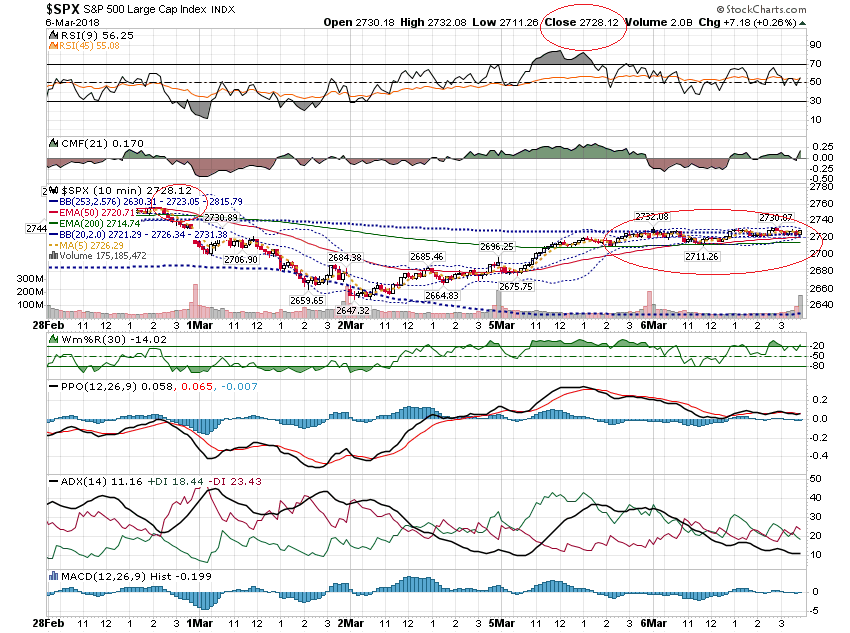 $SPX S&P 500 Large Cap Index INDX
© StockCharts.com
6-Mar-2018
Open 2730.18 High 2732.08 Low 2711.26 Close 2728.12 Volume 2.0B Chg +7.18 (+0.26%)
RSI(9) 56.25
RSI(45) 55.08
90
70
50
30
10
CMF(21) 0.170
0.25
0.00
-0.25
-0.50
$SPX (10 min) 2728.12
BB(253,2.576) 2630.31 - 2723.05 - 2815.79
EMA(50) 2720.71
EMA(200) 2714.74
BB(20,2.0) 2721.29 - 2726.34 - 2731.38
MA(5) 2726.29
Volume 175,185,472
2744
2730.89
2706.90
2659.65
2684.38
2647.32
2685.46
2664.83
2696.25
2675.75
2732.08
2711.26
2730.87
2780
2760
2740
2720
2700
2680
2660
2640
300M
200M
100M
28Feb 11 12 1 2 3 1Mar 11 12 1 2 3 2Mar 11 12 1 2 3 5Mar 11 12 1 2 3 6Mar 11 12 1 2 3
Wm%R(30) -14.02
-20
-50
-80
PPO(12,26,9) 0.058, 0.065, -0.007
0.2
0.0
-0.2
-0.4
ADX(14) 11.16 +DI 18.44 -DI 23.43
50
40
30
20
10
MACD(12,26,9) Hist -0.199
0
-5
28Feb 11 12 1 2 3 1Mar 11 12 1 2 3 2Mar 11 12 1 2 3 5Mar 11 12 1 2 3 6Mar 11 12 1 2 3